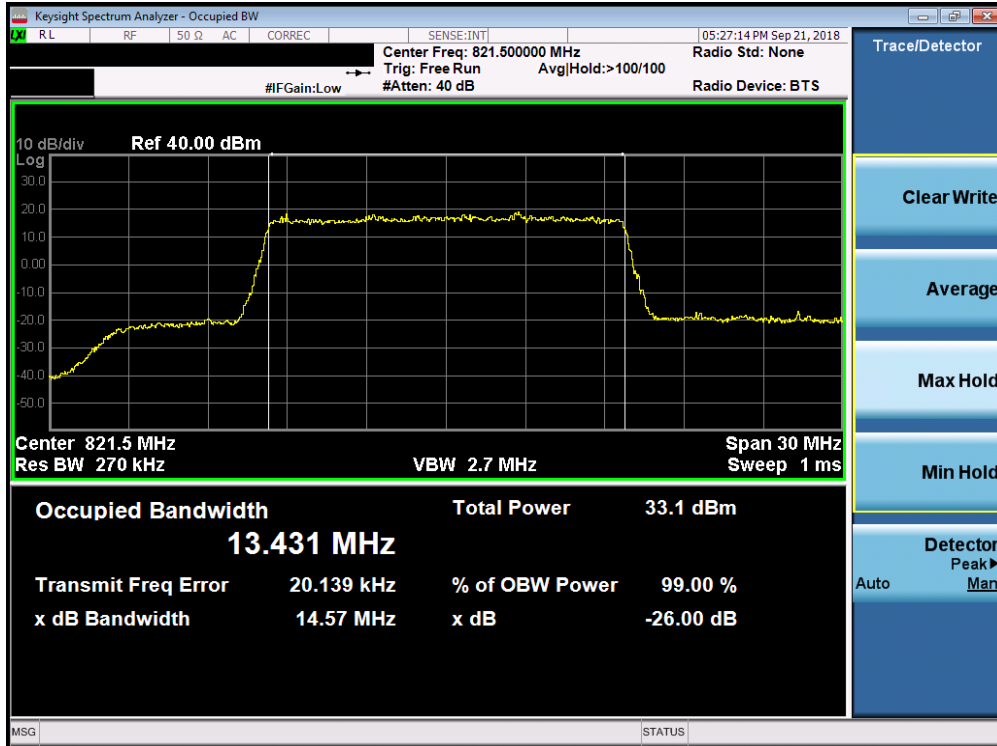 Keysight Spectrum Analyzer - Occupied BW
LXI RL RF 50 Ω AC CORREC SENSE:INT 05:27:14 PM Sep 21, 2018
Center Freq: 821.500000 MHz Radio Std: None
Trig: Free Run Avg|Hold:>100/100
#IFGain:Low #Atten: 40 dB Radio Device: BTS
10 dB/div Ref 40.00 dBm
Log
30.0
20.0
10.0
0.00
-10.0
-20.0
-30.0
-40.0
-50.0
Center 821.5 MHz Span 30 MHz
Res BW 270 kHz VBW 2.7 MHz Sweep 1 ms
Occupied Bandwidth Total Power 33.1 dBm
13.431 MHz
Transmit Freq Error 20.139 kHz % of OBW Power 99.00 %
x dB Bandwidth 14.57 MHz x dB -26.00 dB
MSG STATUS
Trace/Detector
Clear Write
Average
Max Hold
Min Hold
Detector
Peak▶
Auto Man